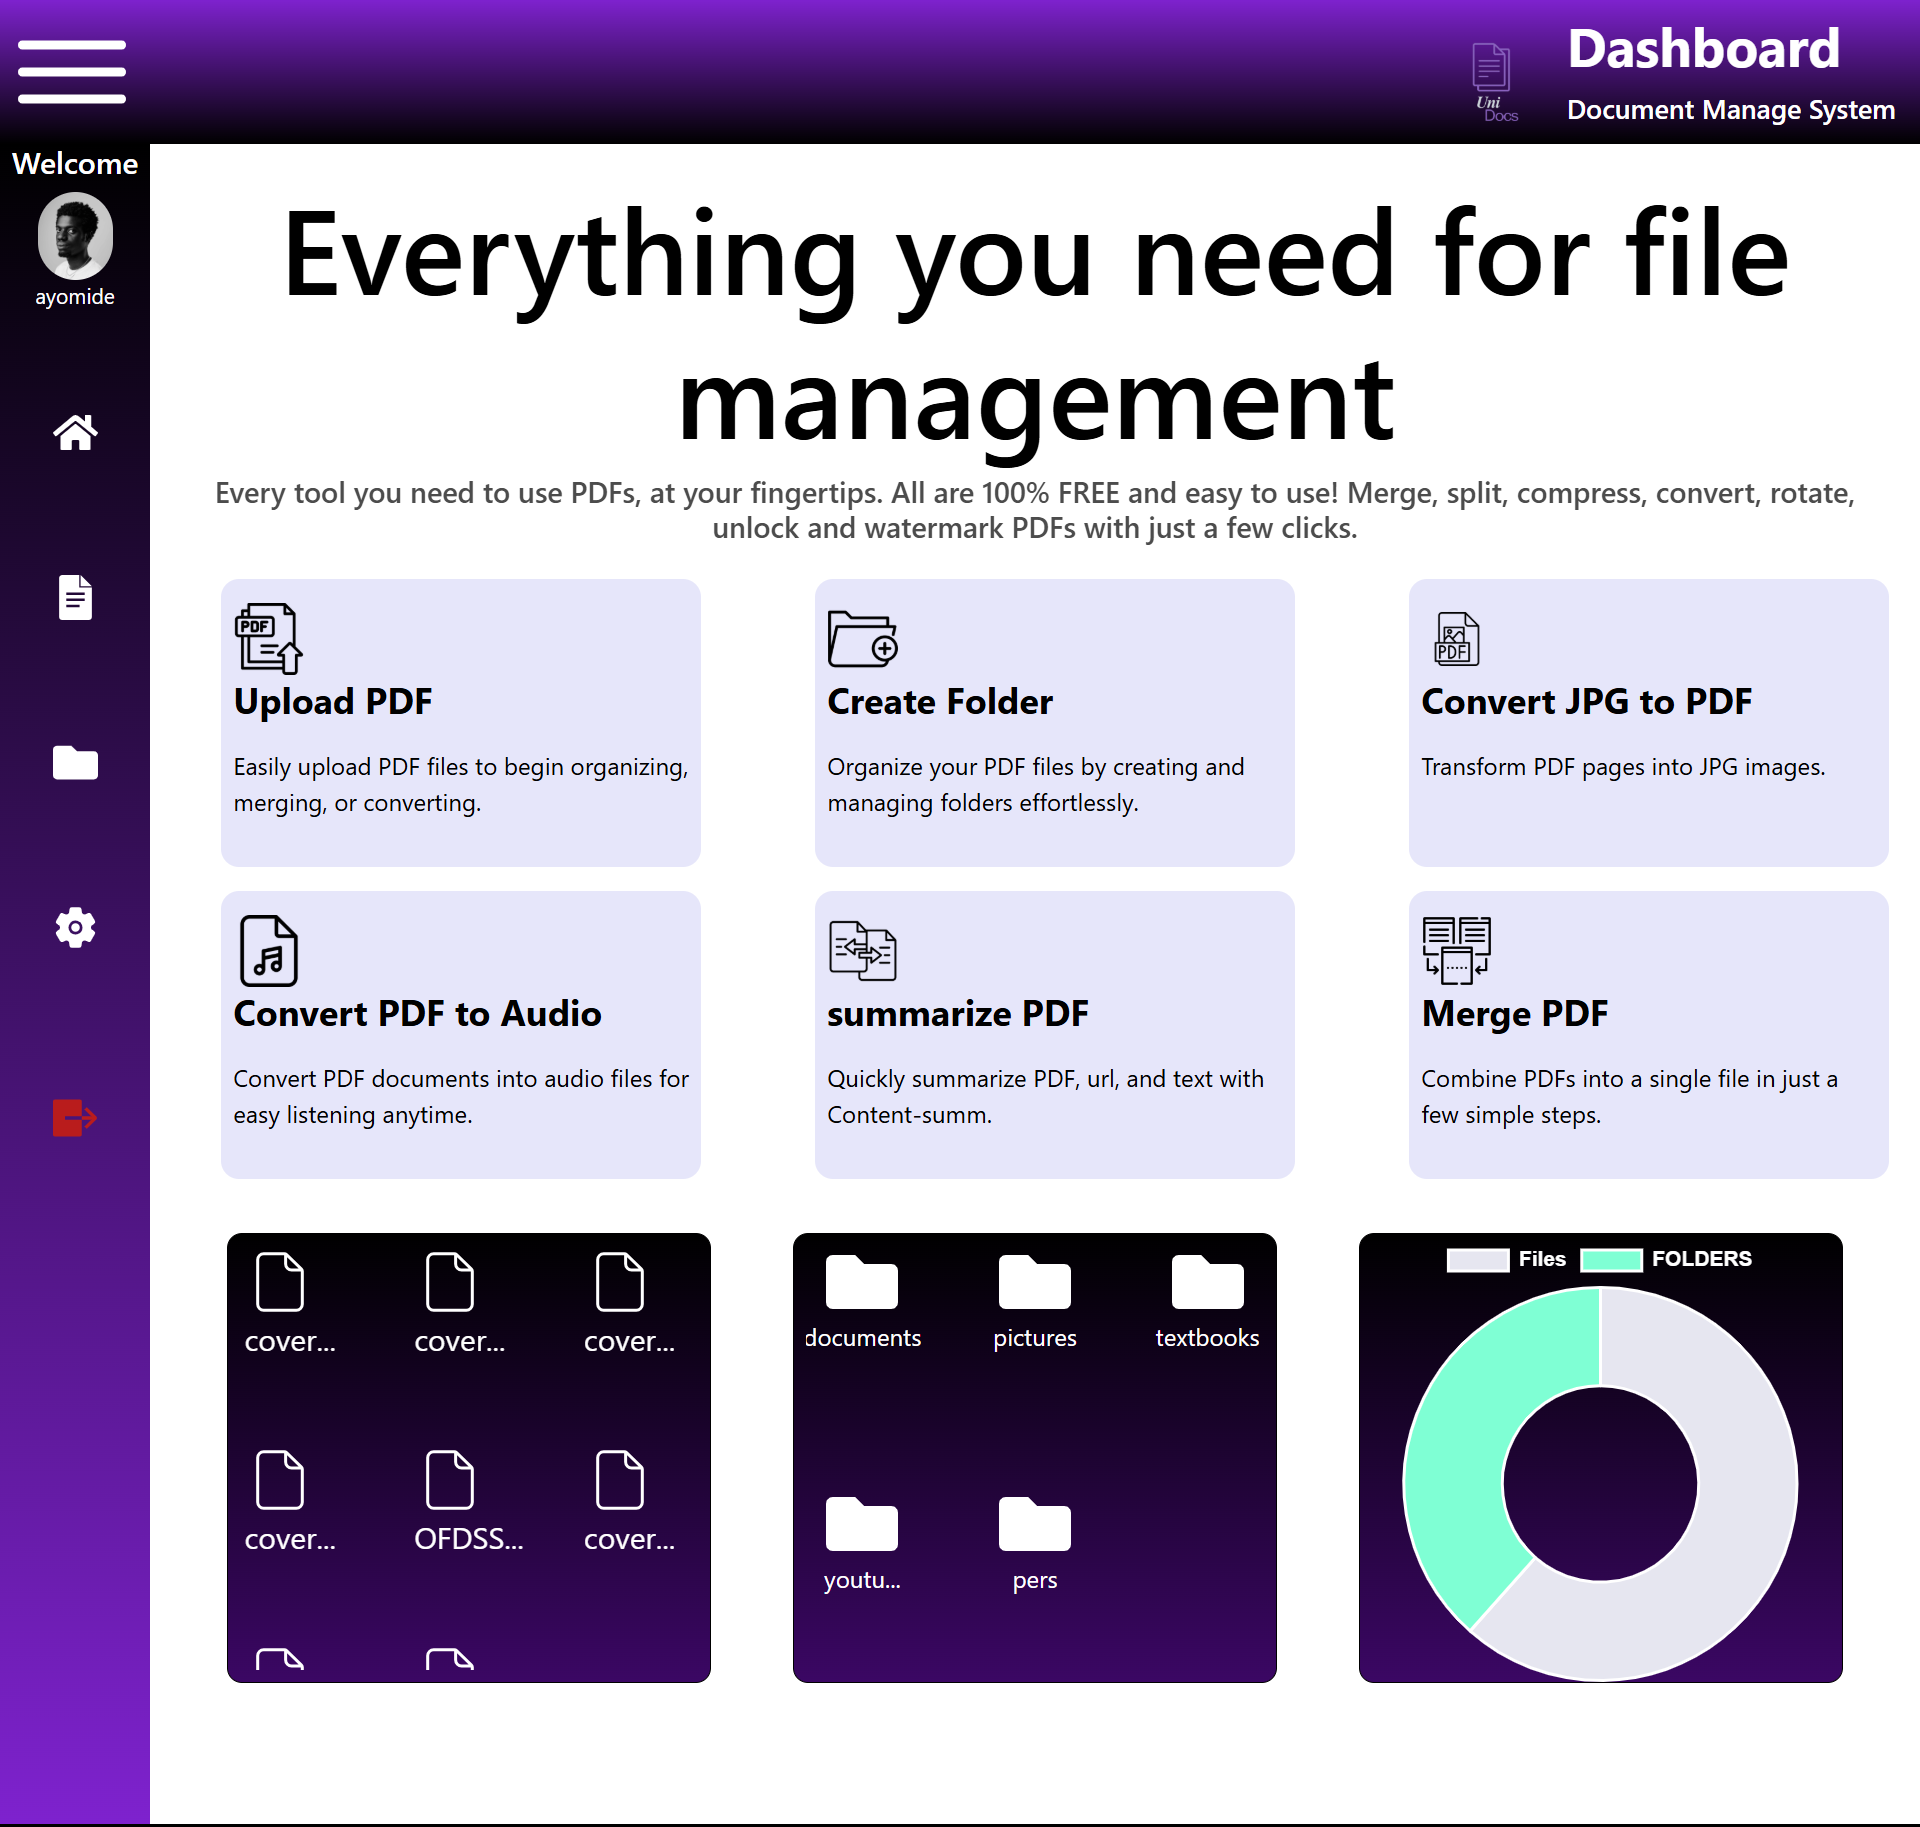 Dashboard
Uni
Docs
Document Manage System
Welcome
ayomide
Everything you need for file
management
Every tool you need to use PDFs, at your fingertips. All are 100% FREE and easy to use! Merge, split, compress, convert, rotate,
unlock and watermark PDFs with just a few clicks.
PDF
Upload PDF
Easily upload PDF files to begin organizing,
merging, or converting.
Create Folder
Organize your PDF files by creating and
managing folders effortlessly.
PDF
Convert JPG to PDF
Transform PDF pages into JPG images.
Convert PDF to Audio
Convert PDF documents into audio files for
easy listening anytime.
summarize PDF
Quickly summarize PDF, url, and text with
Content-summ.
Merge PDF
Combine PDFs into a single file in just a
few simple steps.
cover...
cover...
cover...
cover...
OFDSS...
cover...
documents
pictures
textbooks
youtu...
pers
Files
FOLDERS